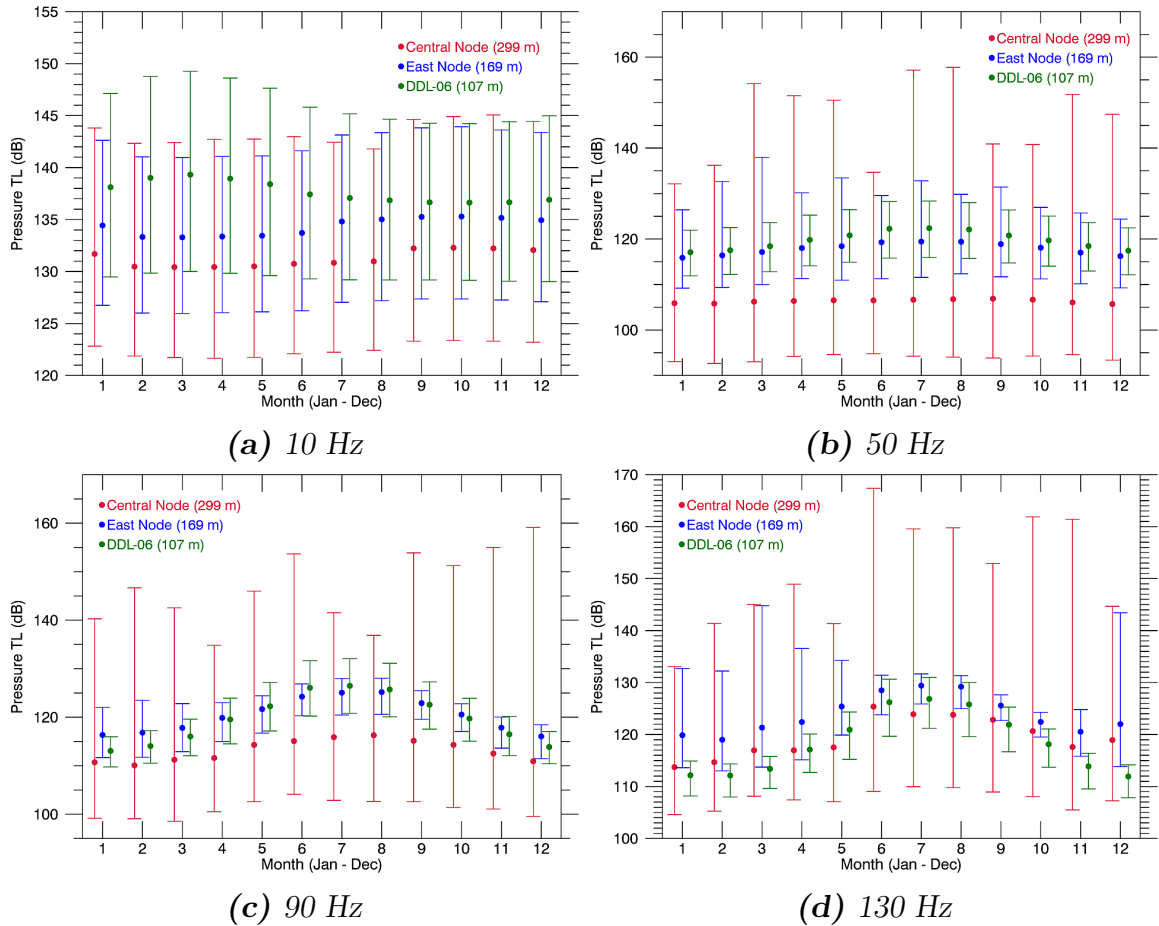 155
150
145
140
135
130
125
120
Pressure TL (dB)
Central Node (299 m)
East Node (169 m)
DDL-06 (107 m)
1 2 3 4 5 6 7 8 9 10 11 12
Month (Jan - Dec)
(a) 10 Hz
160
140
120
100
Pressure TL (dB)
Central Node (299 m)
East Node (169 m)
DDL-06 (107 m)
1 2 3 4 5 6 7 8 9 10 11 12
Month (Jan - Dec)
(b) 50 Hz
160
140
120
100
Pressure TL (dB)
Central Node (299 m)
East Node (169 m)
DDL-06 (107 m)
1 2 3 4 5 6 7 8 9 10 11 12
Month (Jan - Dec)
(c) 90 Hz
170
160
150
140
130
120
110
100
Pressure TL (dB)
Central Node (299 m)
East Node (169 m)
DDL-06 (107 m)
1 2 3 4 5 6 7 8 9 10 11 12
Month (Jan - Dec)
(d) 130 Hz